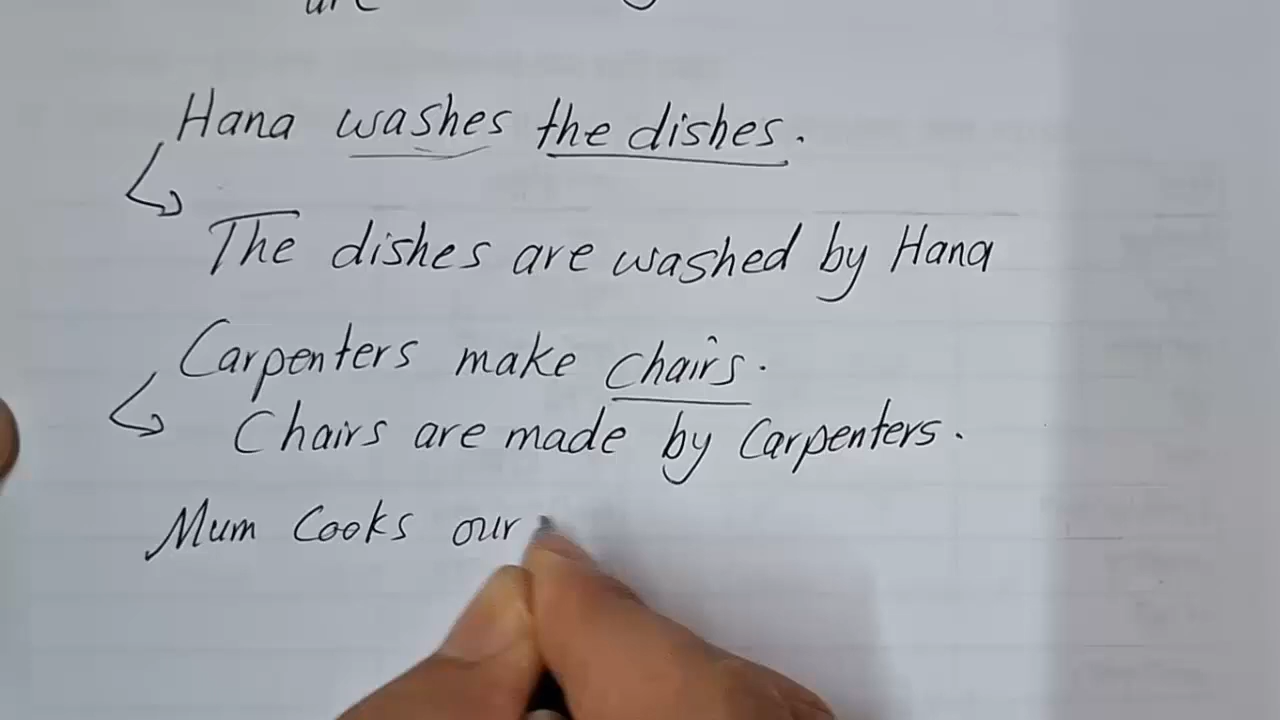 are
Hana washes the dishes.
The dishes are washed by Hana
Carpenters make chairs.
Chairs are made by Carpenters.
Mum Cooks our